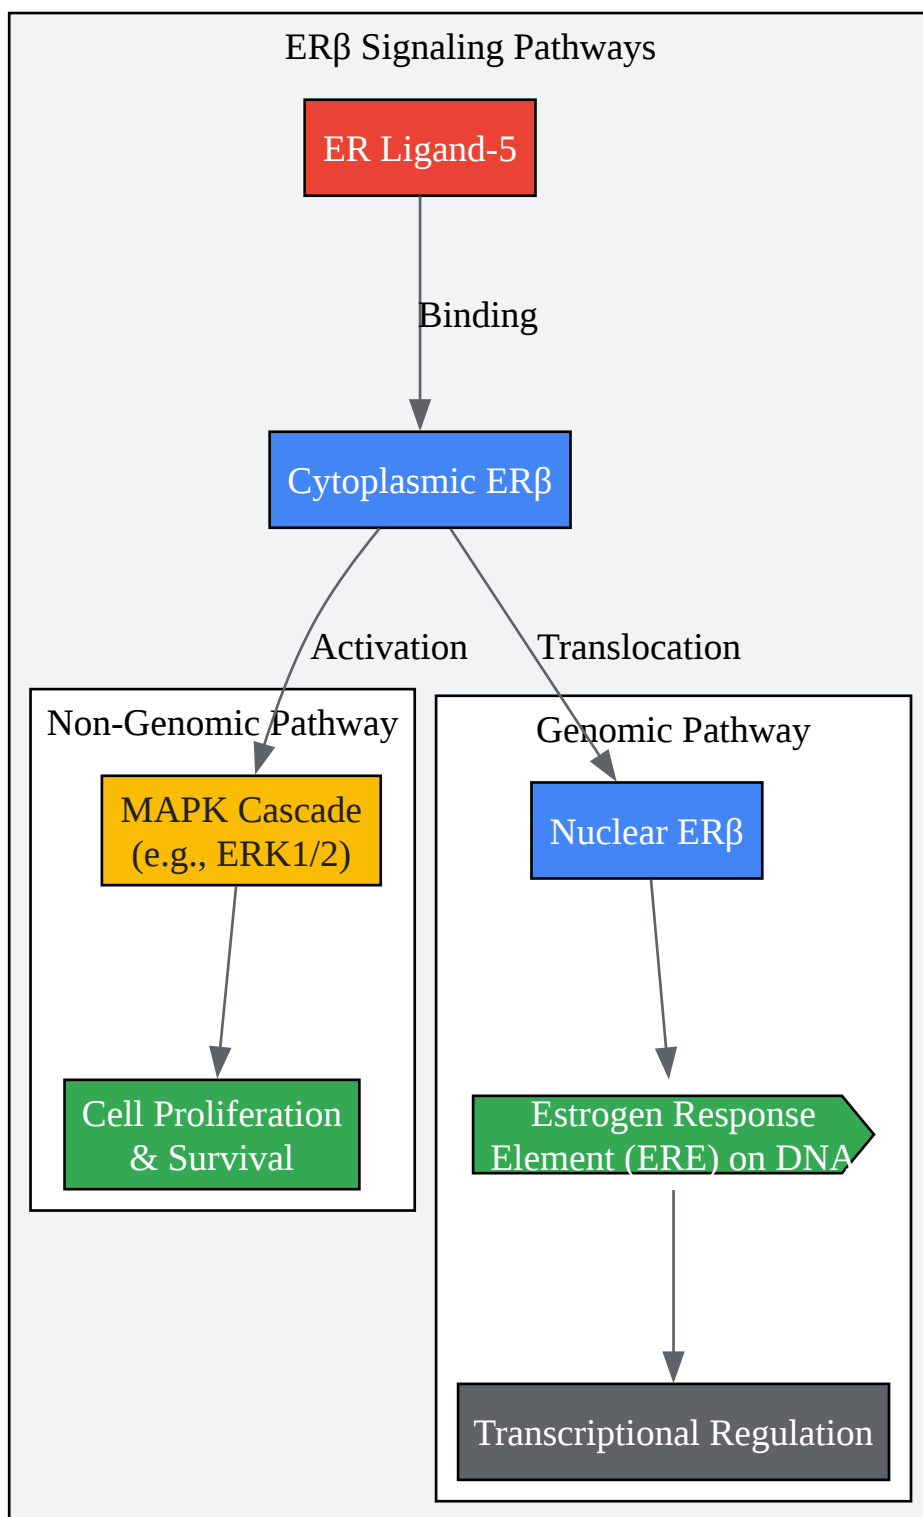 ERβ Signaling Pathways
ER Ligand-5
Binding
Cytoplasmic ERβ
Activation
Translocation
Non-Genomic Pathway
MAPK Cascade
(e.g., ERK1/2)
Cell Proliferation
& Survival
Genomic Pathway
Nuclear ERβ
Estrogen Response
Element (ERE) on DNA
Transcriptional Regulation